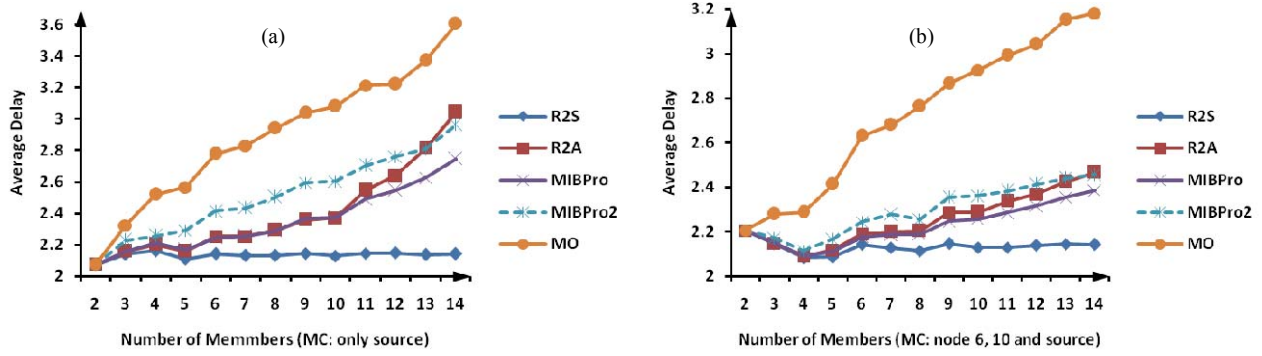 3.6
3.4
3.2
3
2.8
2.6
2.4
2.2
2
Average Delay
(a)
2 3 4 5 6 7 8 9 10 11 12 13 14
Number of Memmbers (MC: only source)
R2S
R2A
MIBPro
MIBPro2
MO
3.2
3
2.8
2.6
2.4
2.2
2
Average Delay
(b)
2 3 4 5 6 7 8 9 10 11 12 13 14
Number of Members (MC: node 6, 10 and source)
R2S
R2A
MIBPro
MIBPro2
MO